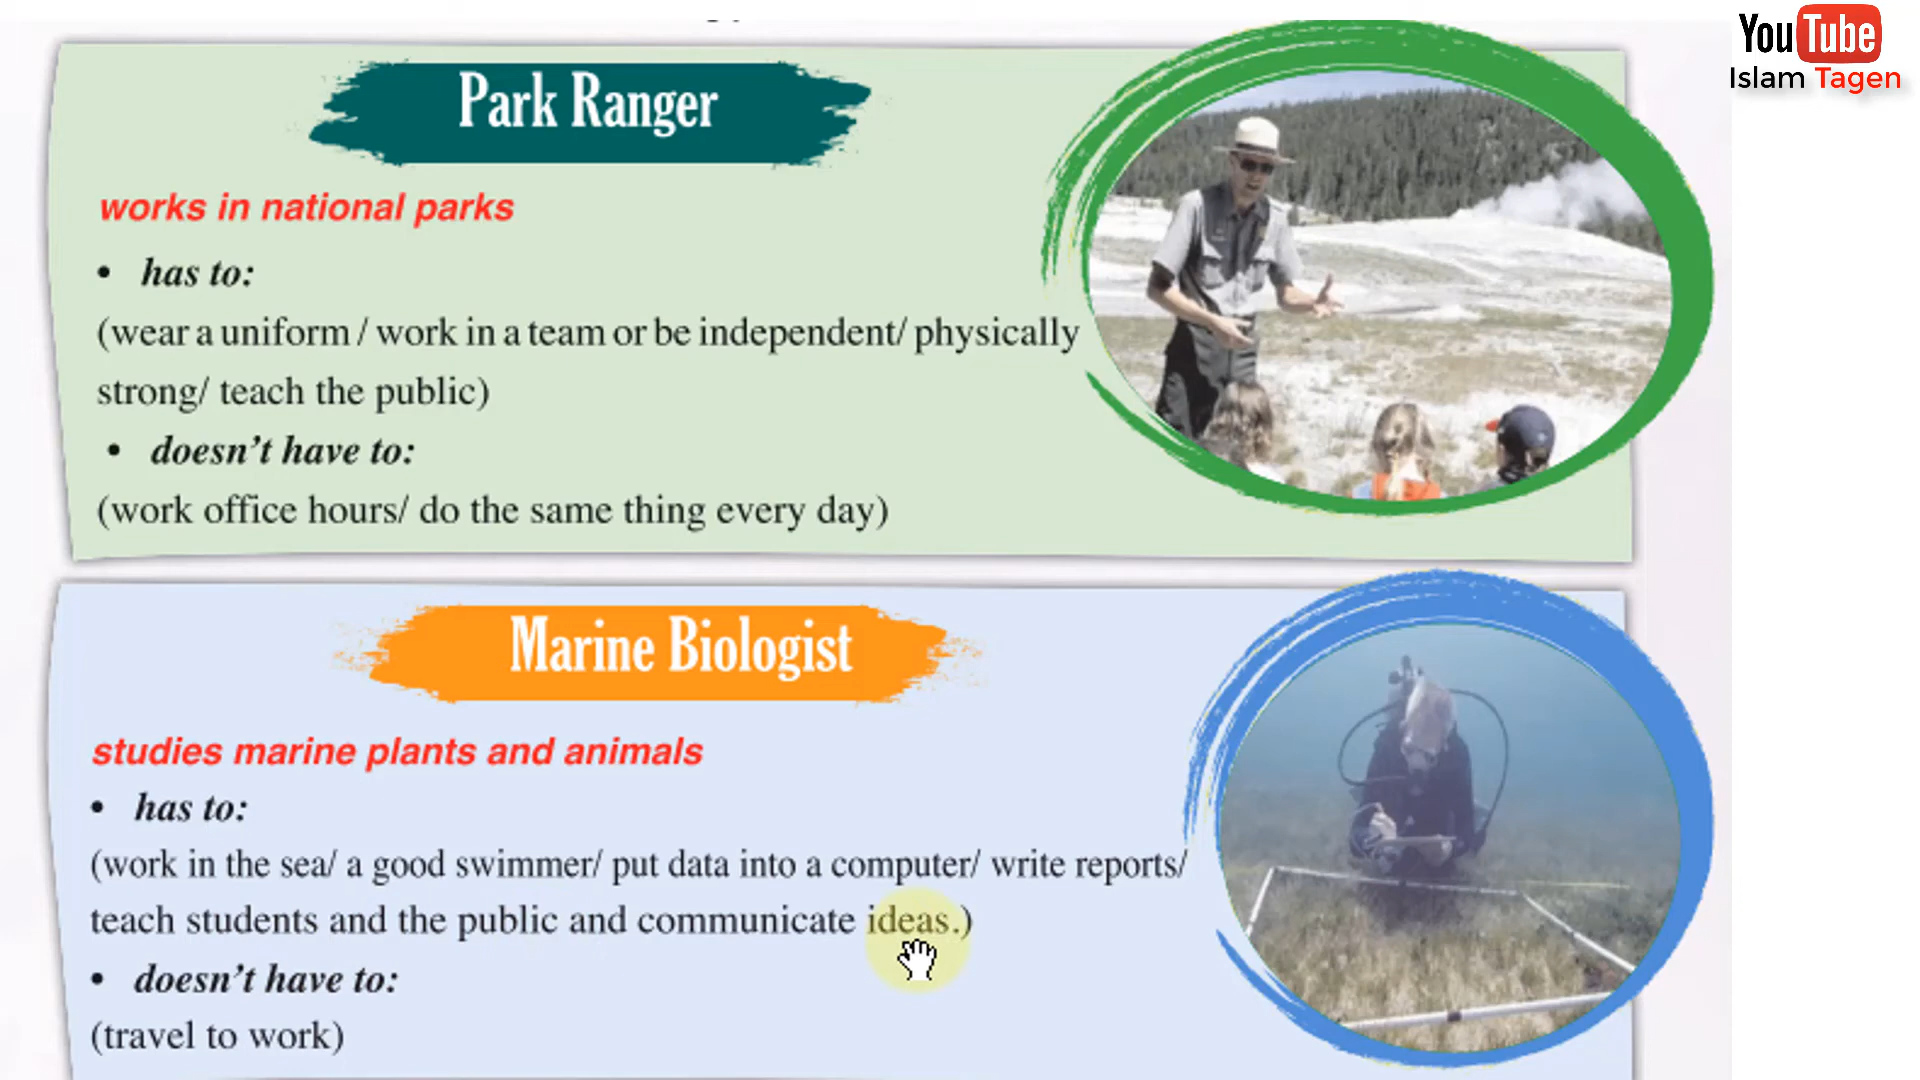 YouTube
Islam Tagen
Park Ranger
works in national parks
• has to:
(wear a uniform / work in a team or be independent/ physically
strong/ teach the public)
• doesn't have to:
(work office hours/ do the same thing every day)
Marine Biologist
studies marine plants and animals
• has to:
(work in the sea/ a good swimmer/ put data into a computer/ write reports/
teach students and the public and communicate ideas.)
• doesn't have to:
(travel to work)